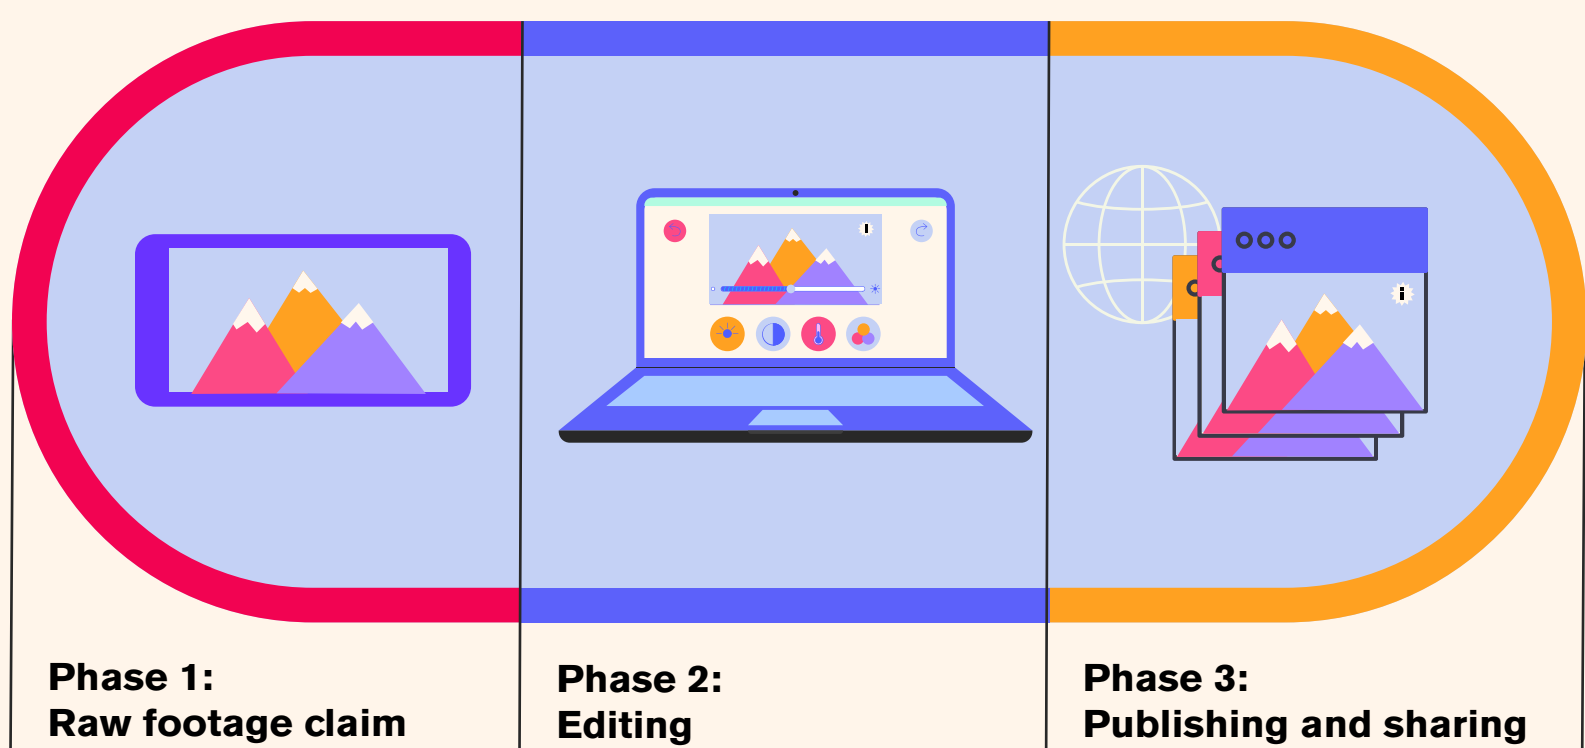 Phase 1:
Raw footage claim
Phase 2:
Editing
Phase 3:
Publishing and sharing